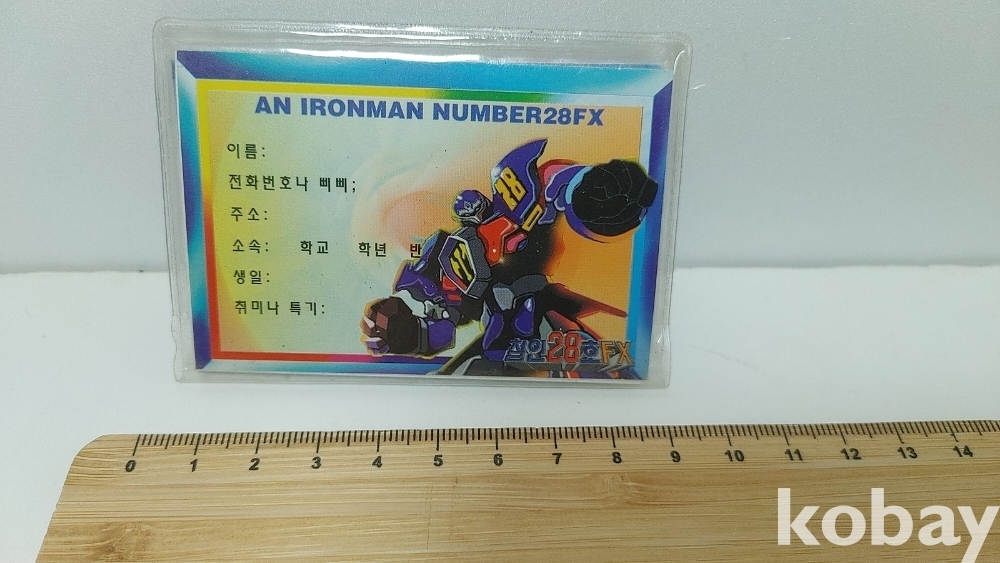 AN IRONMAN NUMBER28FX
이름:
전화번호나 삐삐;
주소:
소속: 학교 학년 반
생일:
취미나 특기:
28
철인28호FX
0 1 2 3 4 5 6 7 8 9 10 11 12 13 14
kobay